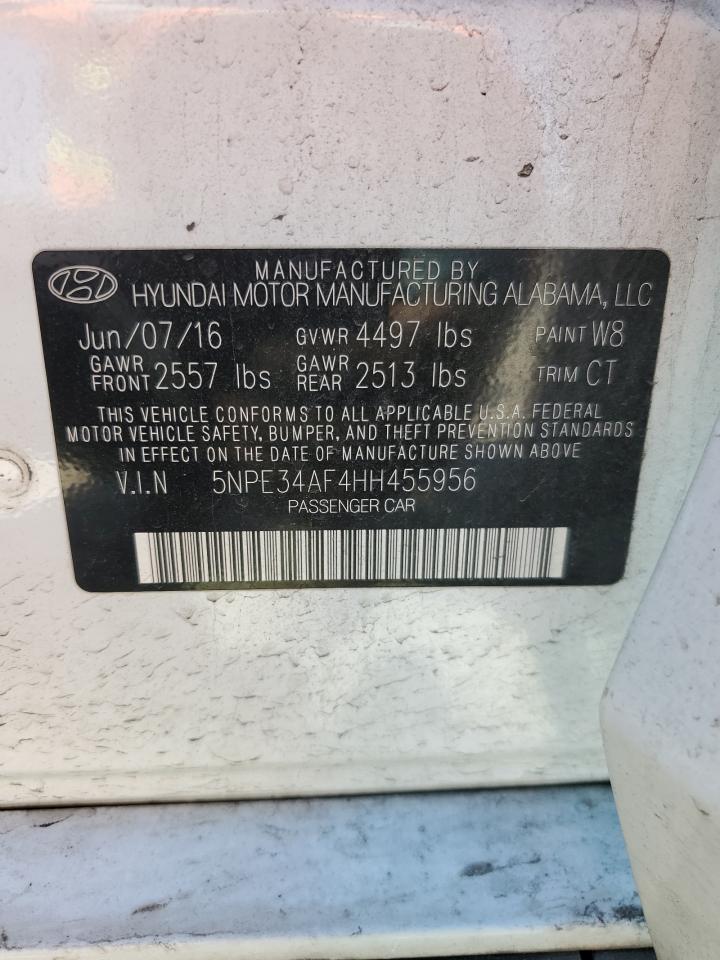 MANUFACTURED BY
HYUNDAI MOTOR MANUFACTURING ALABAMA, LLC
Jun/07/16 GVWR 4497 lbs PAINT W8
GAWR FRONT 2557 lbs GAWR REAR 2513 lbs TRIM CT
THIS VEHICLE CONFORMS TO ALL APPLICABLE U.S.A. FEDERAL
MOTOR VEHICLE SAFETY, BUMPER, AND THEFT PREVENTION STANDARDS
IN EFFECT ON THE DATE OF MANUFACTURE SHOWN ABOVE
V.I.N 5NPE34AF4HH455956
PASSENGER CAR